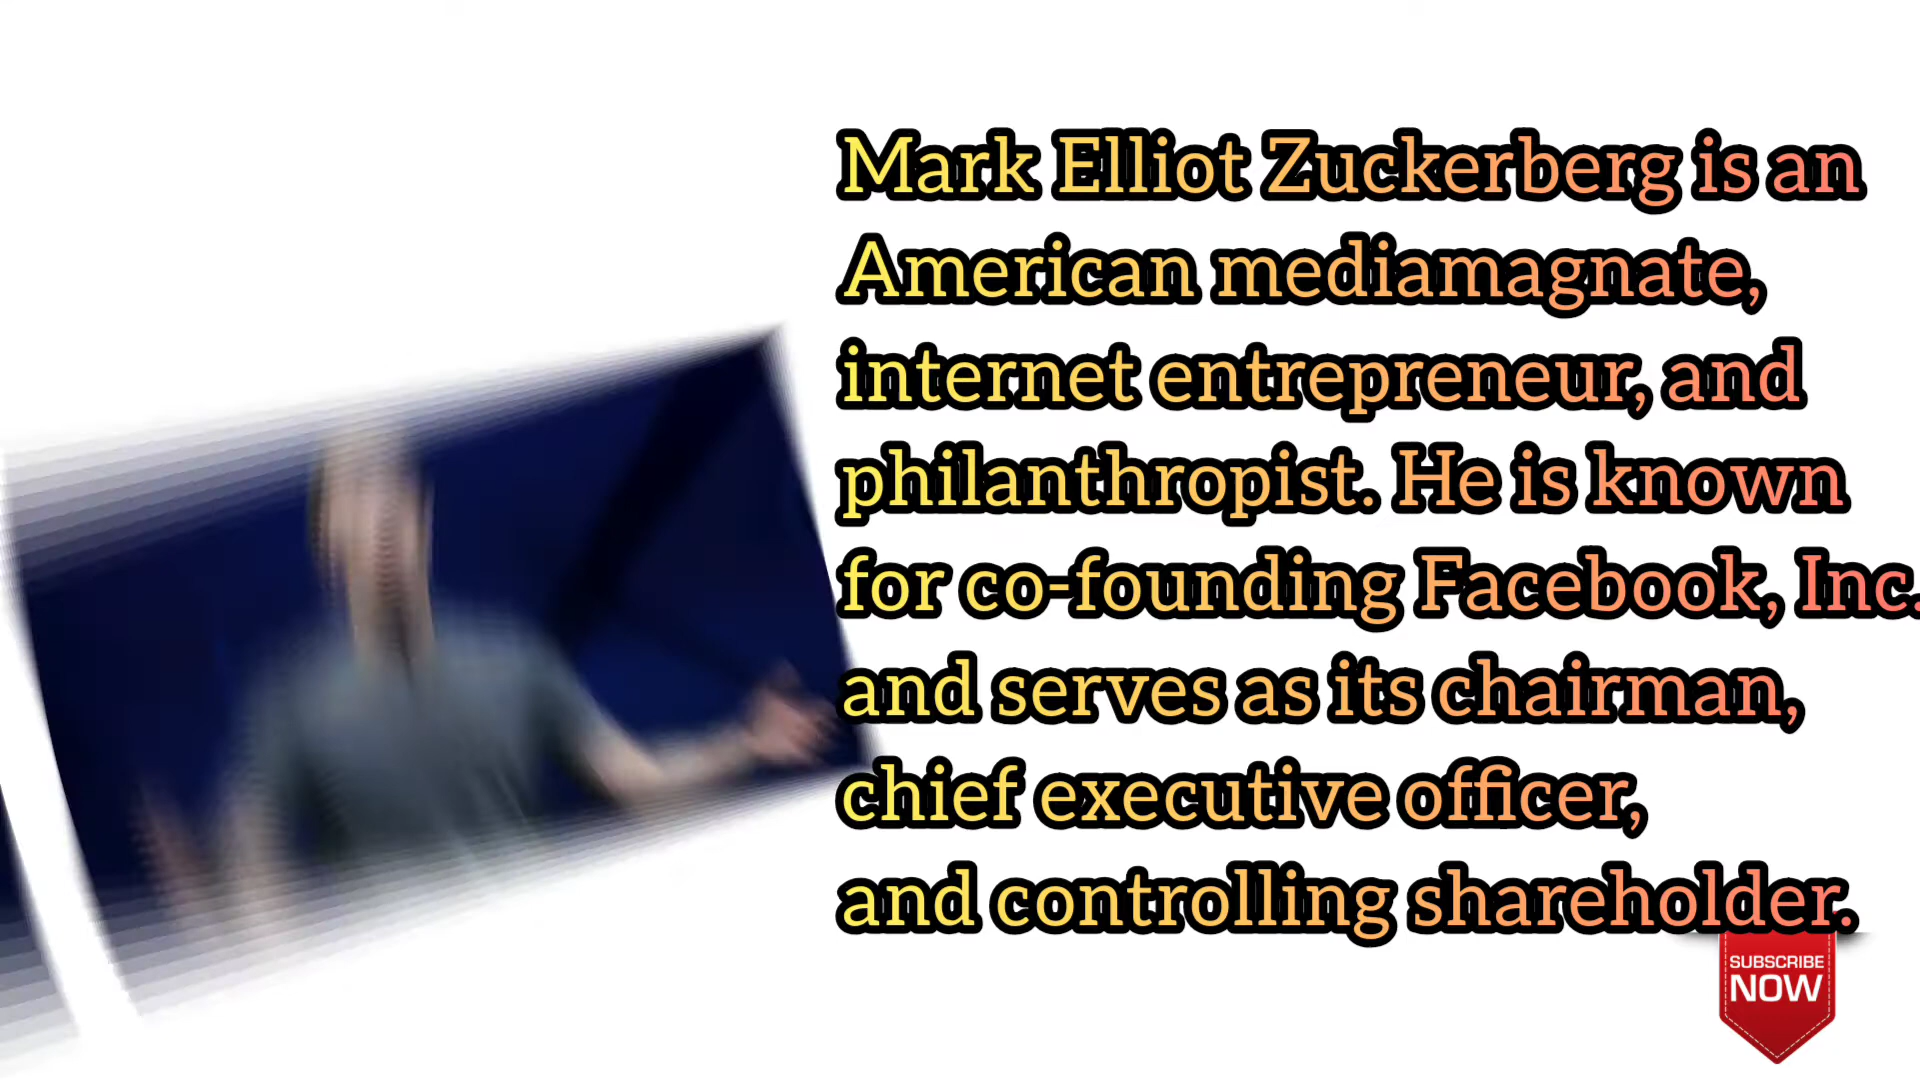 Mark Elliot Zuckerberg is an
American mediamagnate,
internet entrepreneur, and
philanthropist. He is known
for co-founding Facebook, Inc.
and serves as its chairman,
chief executive officer,
and controlling shareholder.
SUBSCRIBE
NOW